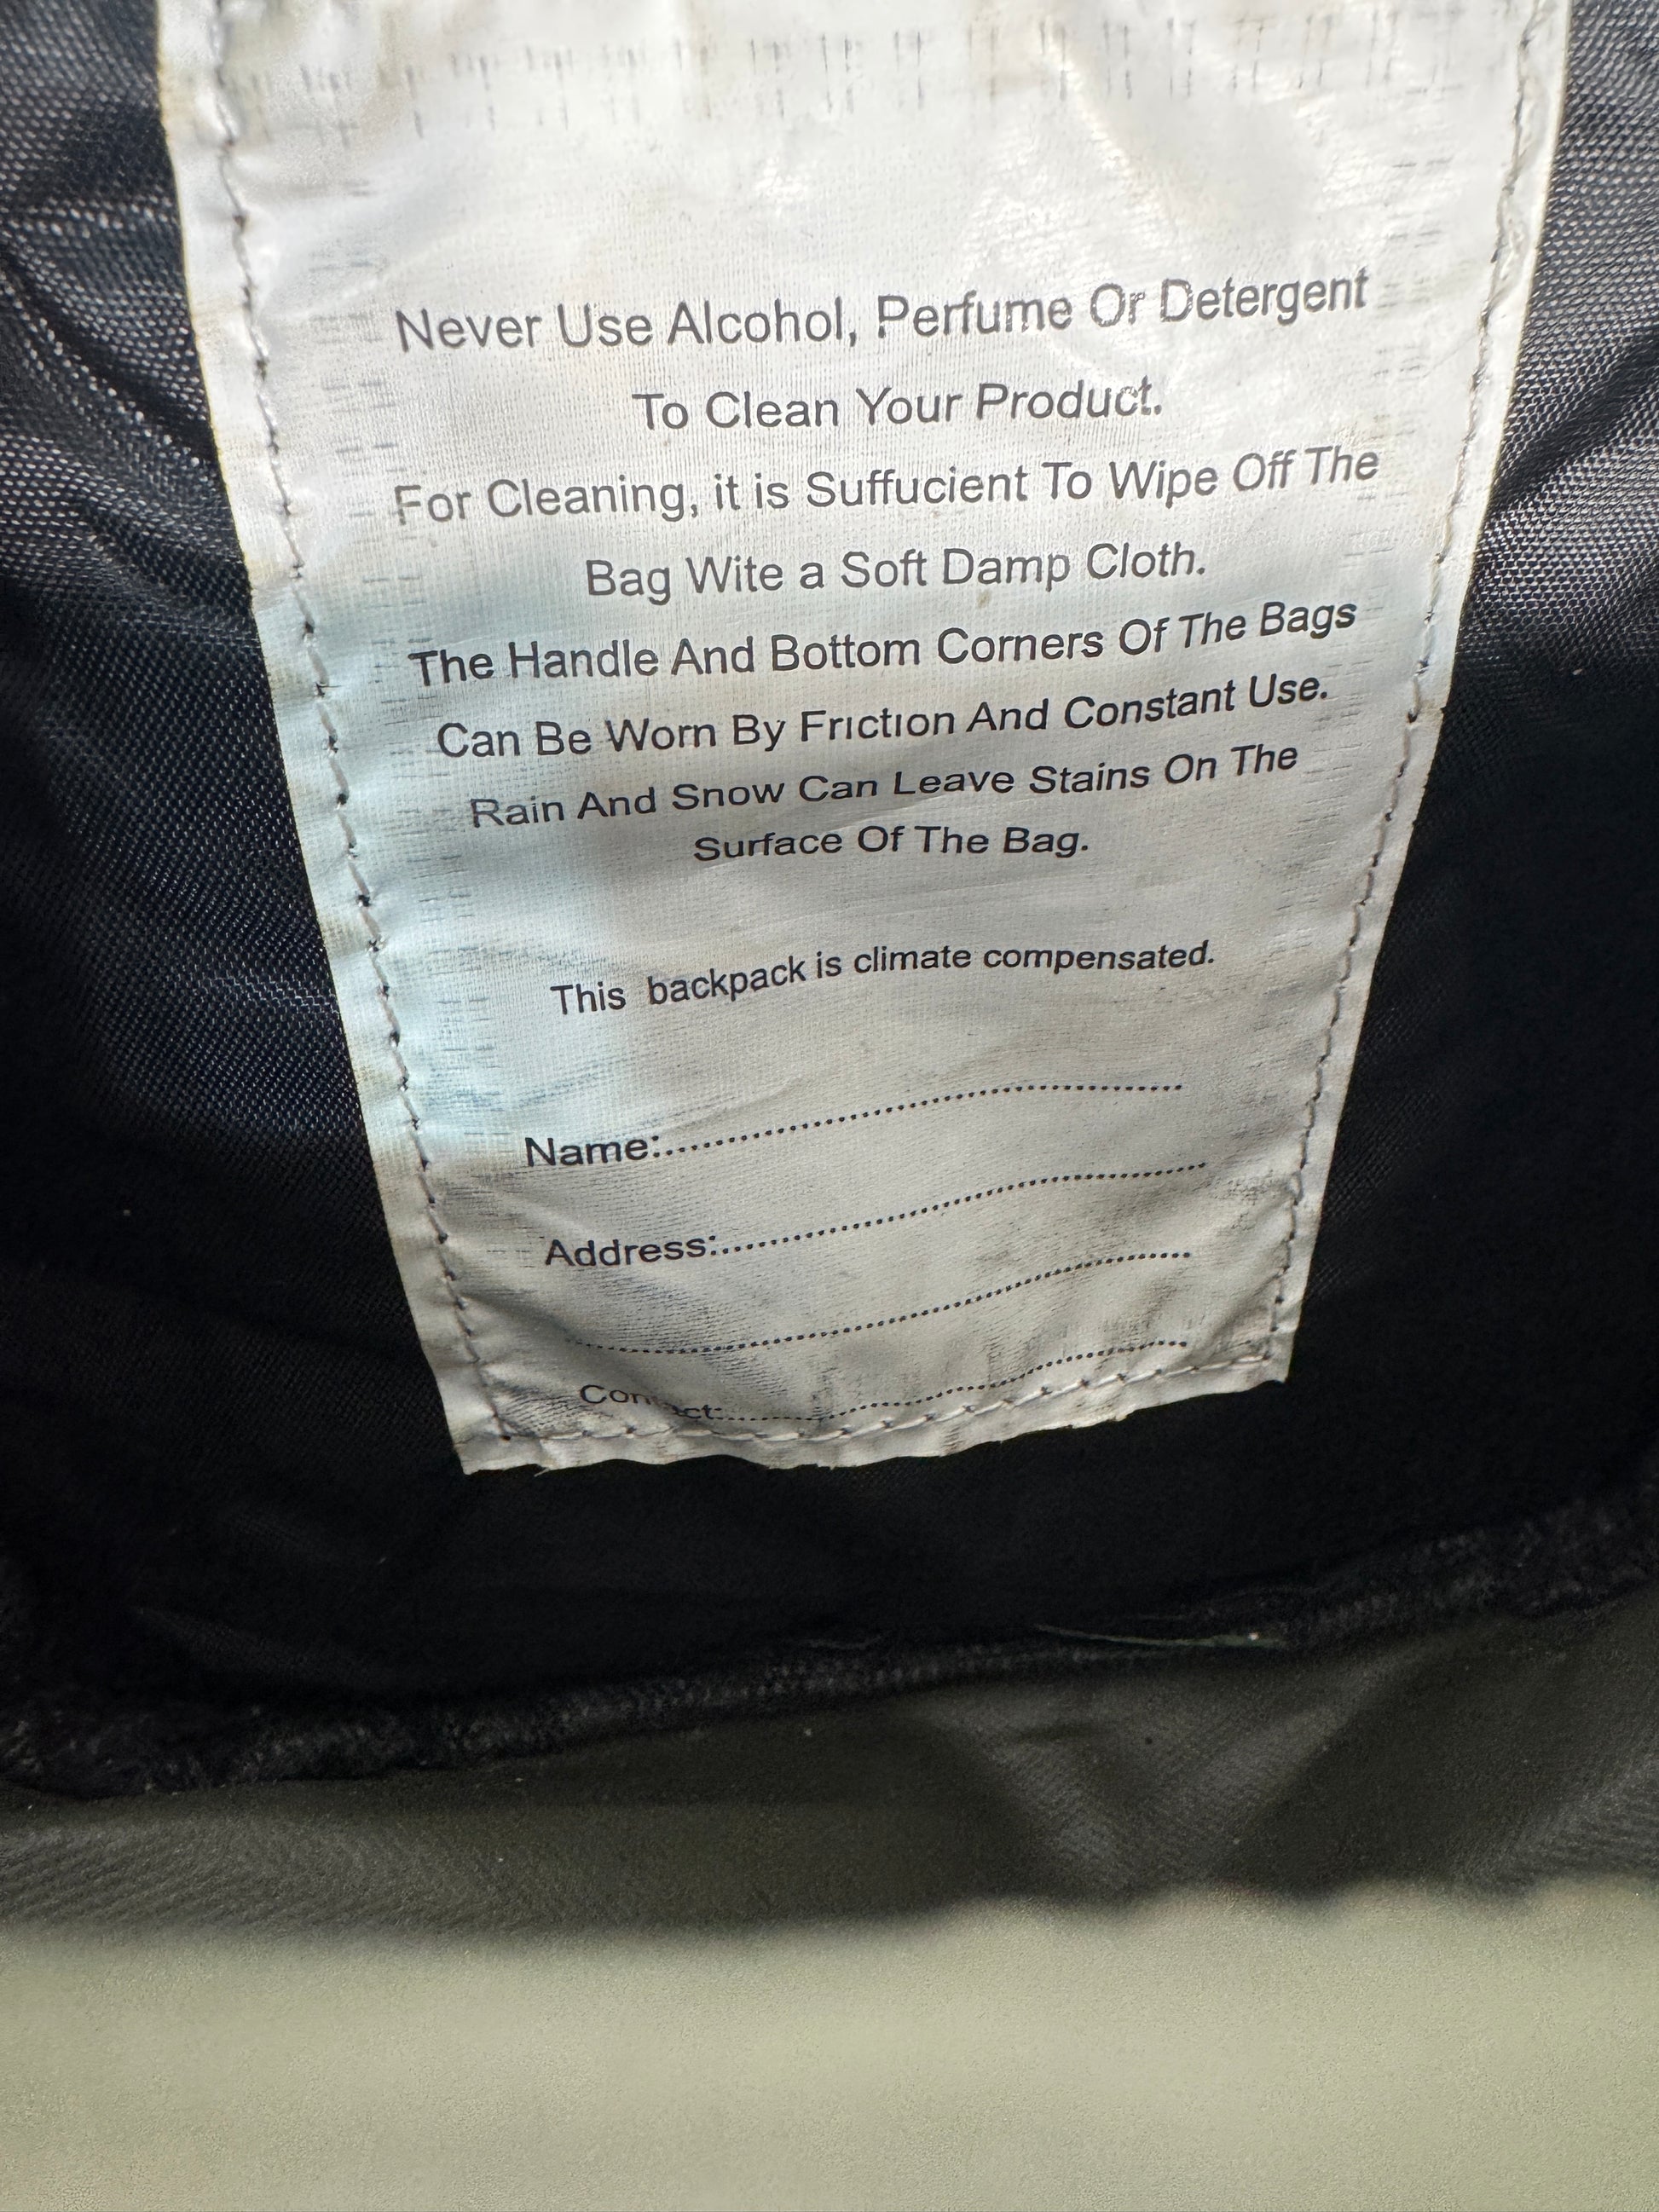 Never Use Alcohol, Perfume Or Detergent
To Clean Your Product.
For Cleaning, it is Suffucient To Wipe Off The
Bag Wite a Soft Damp Cloth.
The Handle And Bottom Corners Of The Bags
Can Be Worn By Friction And Constant Use.
Rain And Snow Can Leave Stains On The
Surface Of The Bag.
This backpack is climate compensated.
Name:..............................................
Address:..............................................
..............................................
Contact:..............................................